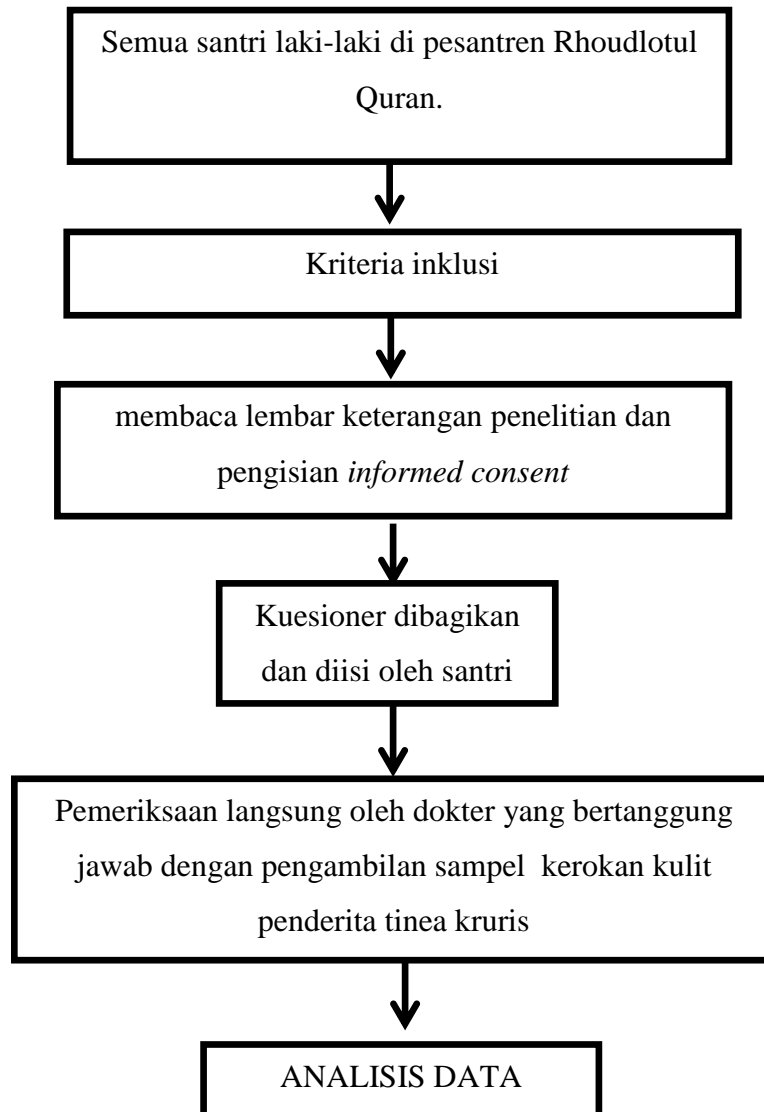 Semua santri laki-laki di pesantren Rhoudlotul
Quran.
Kriteria inklusi
membaca lembar keterangan penelitian dan
pengisian informed consent
Kuesioner dibagikan
dan diisi oleh santri
Pemeriksaan langsung oleh dokter yang bertanggung
jawab dengan pengambilan sampel kerokan kulit
penderita tinea kruris
ANALISIS DATA